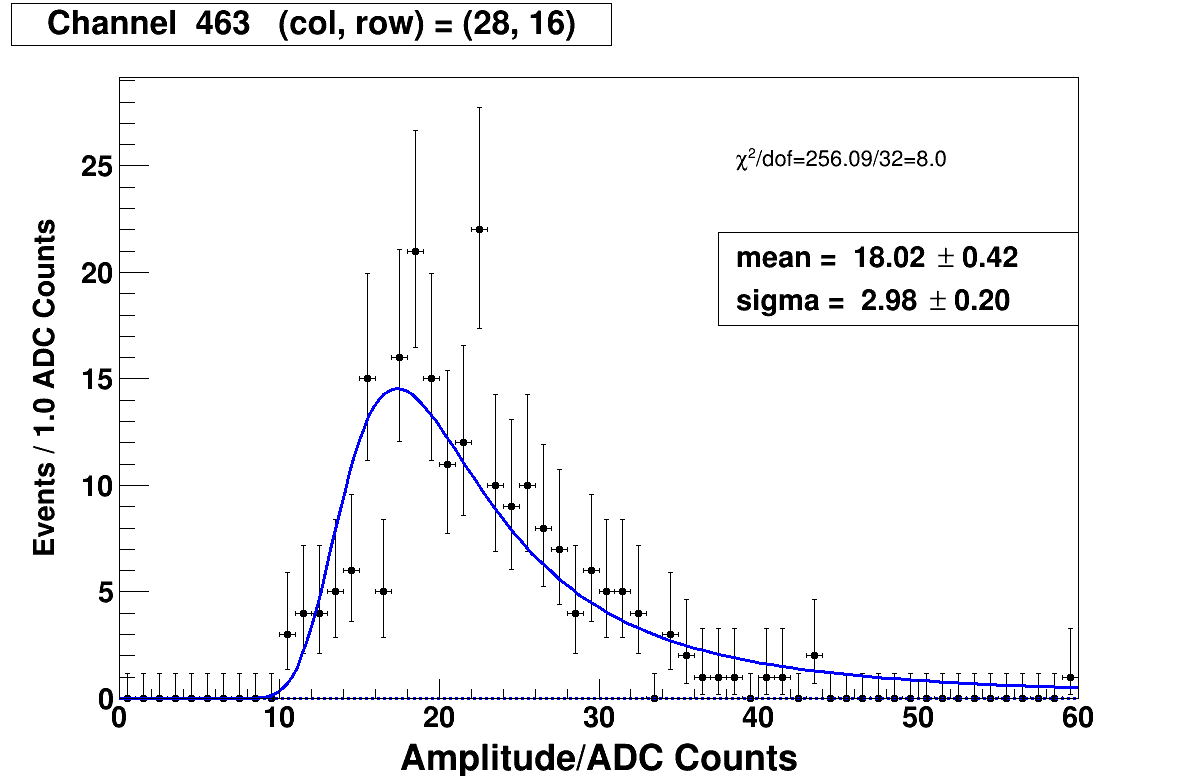 Channel 463 (col, row) = (28, 16)
χ²/dof=256.09/32=8.0
mean = 18.02 ± 0.42
sigma = 2.98 ± 0.20
Events / 1.0 ADC Counts
25
20
15
10
5
0
0 10 20 30 40 50 60
Amplitude/ADC Counts